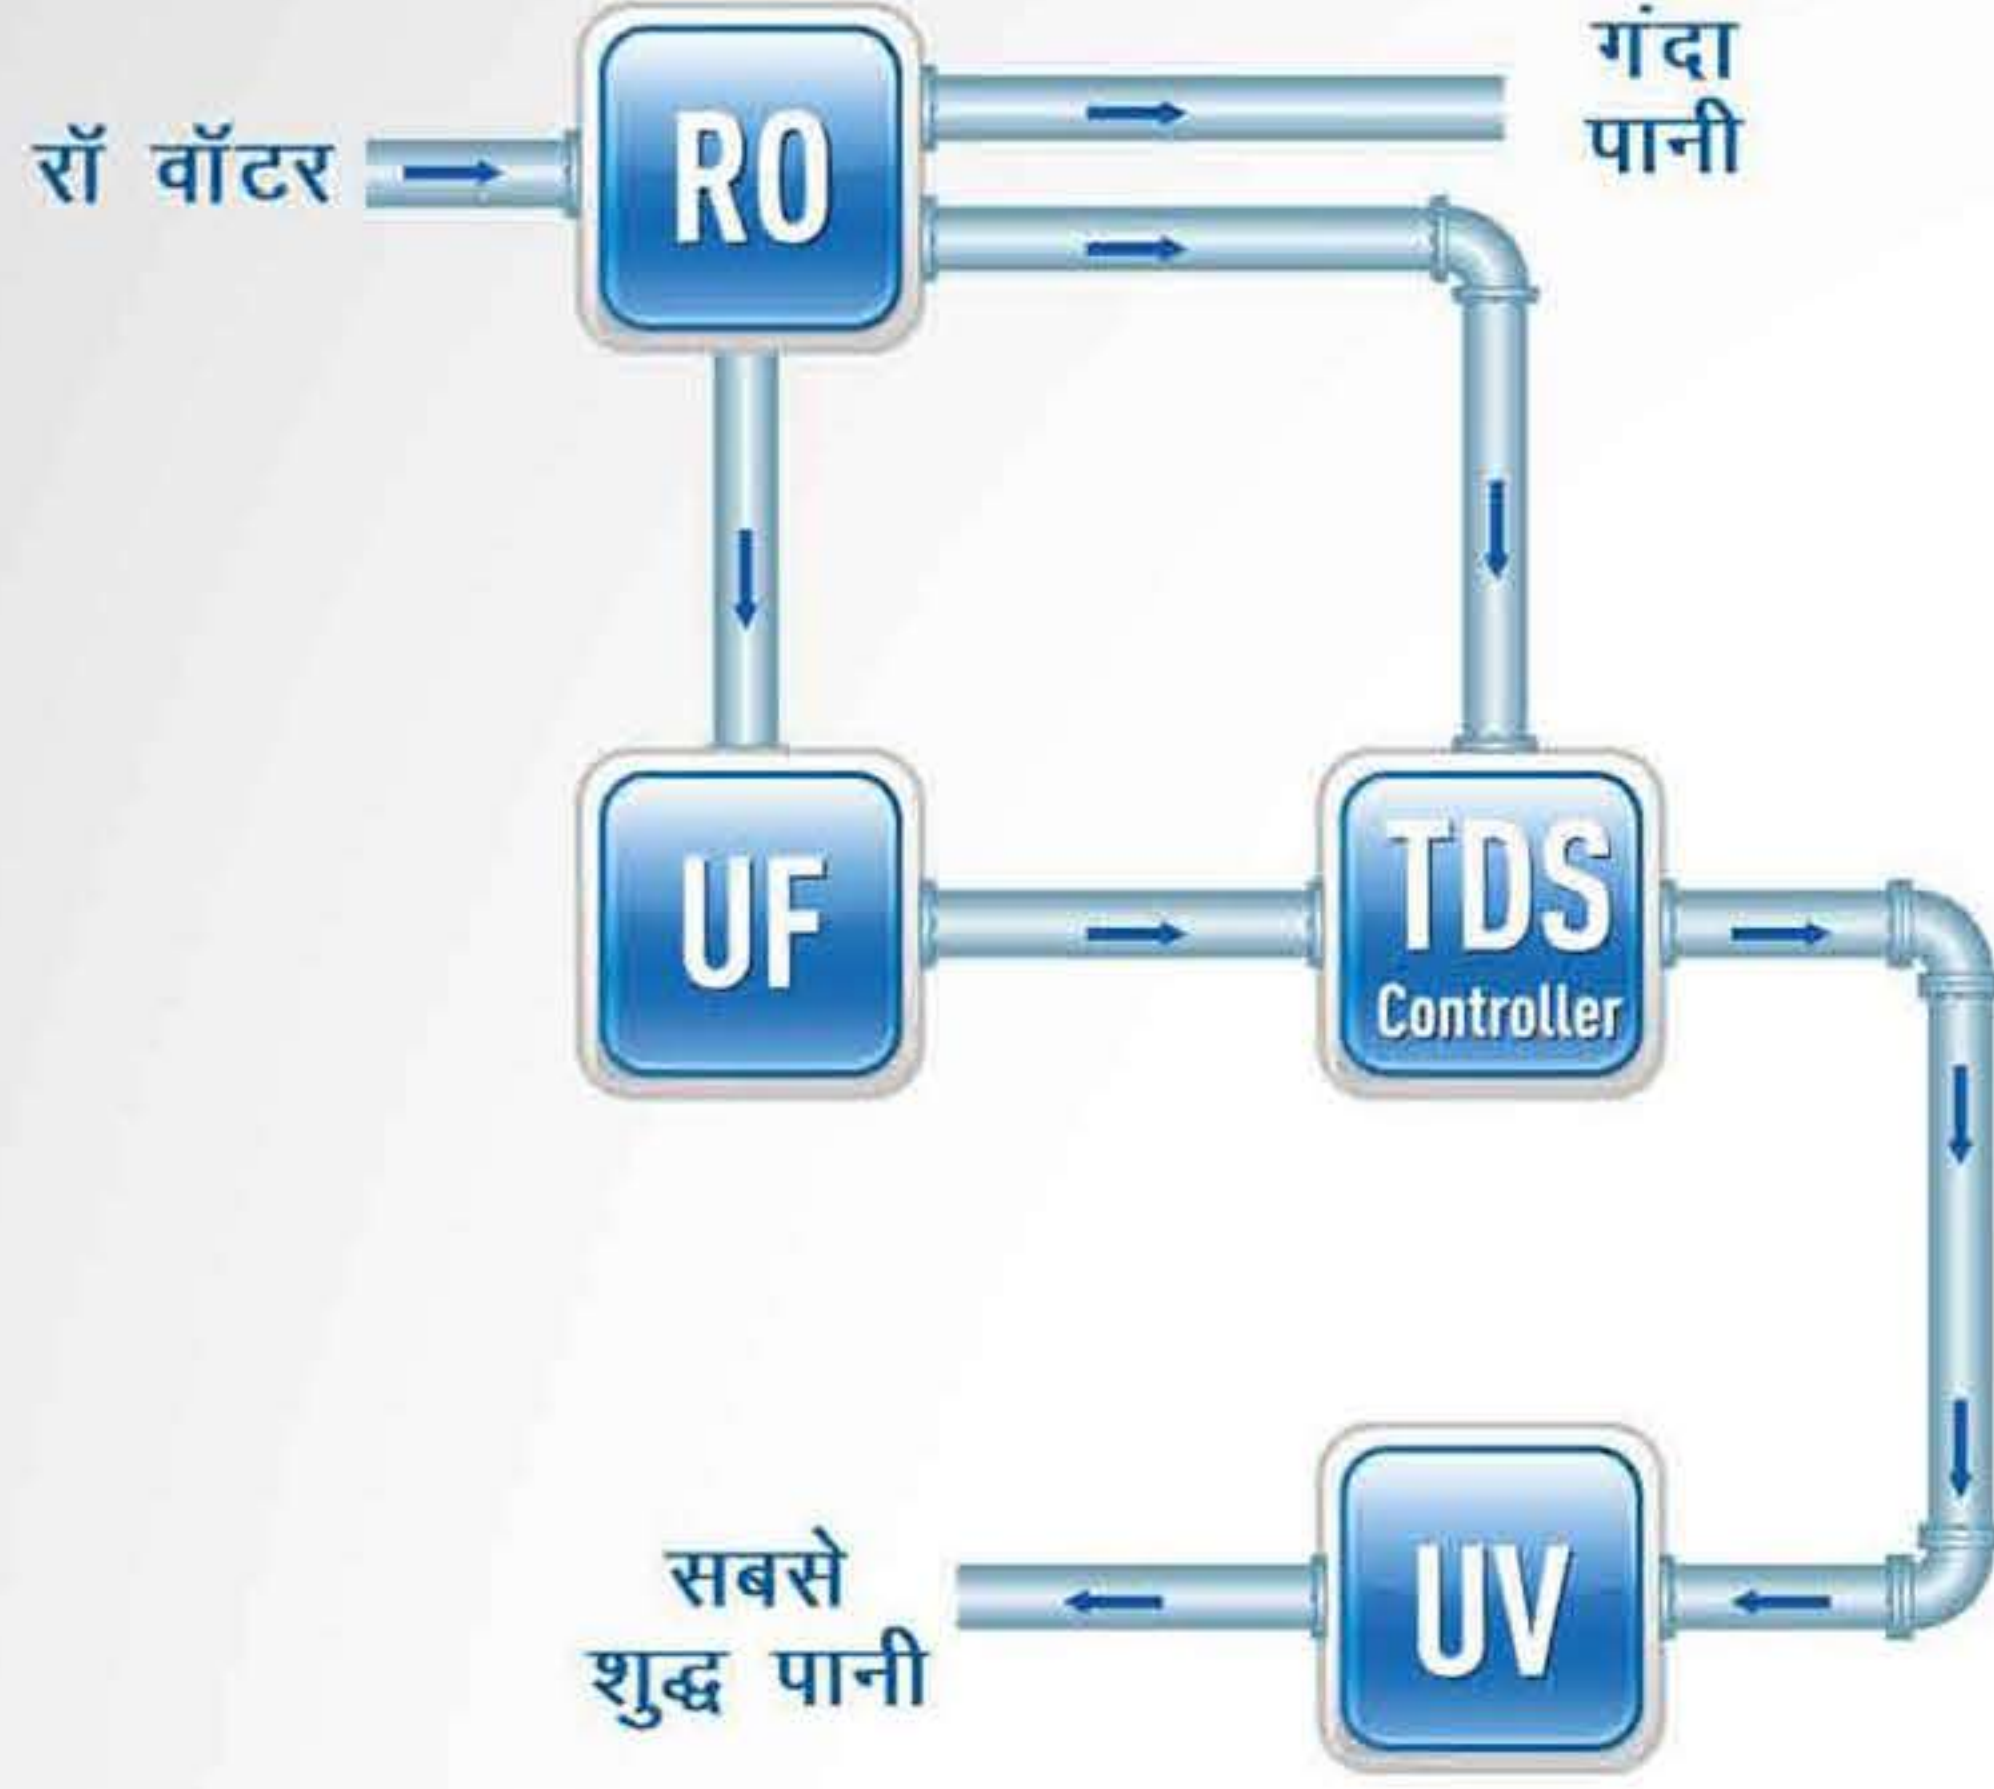 रॉ वॉटर
RO
गंदा
पानी
UF
TDS
Controller
सबसे
शुद्ध पानी
UV